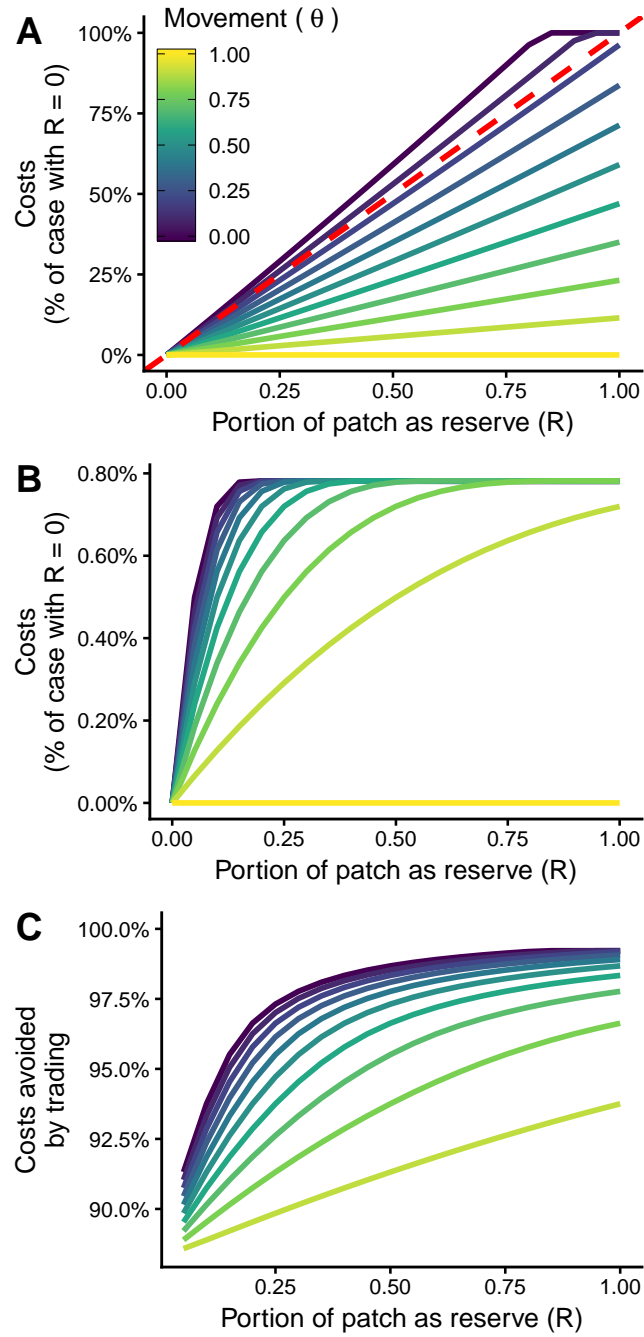 A
Movement ( θ )
1.00
0.75
0.50
0.25
0.00
100%
75%
50%
25%
0%
Costs
(% of case with R = 0)
0.00 0.25 0.50 0.75 1.00
Portion of patch as reserve (R)
B
0.80%
0.60%
0.40%
0.20%
0.00%
Costs
(% of case with R = 0)
0.00 0.25 0.50 0.75 1.00
Portion of patch as reserve (R)
C
100.0%
97.5%
95.0%
92.5%
90.0%
Costs avoided
by trading
0.25 0.50 0.75 1.00
Portion of patch as reserve (R)